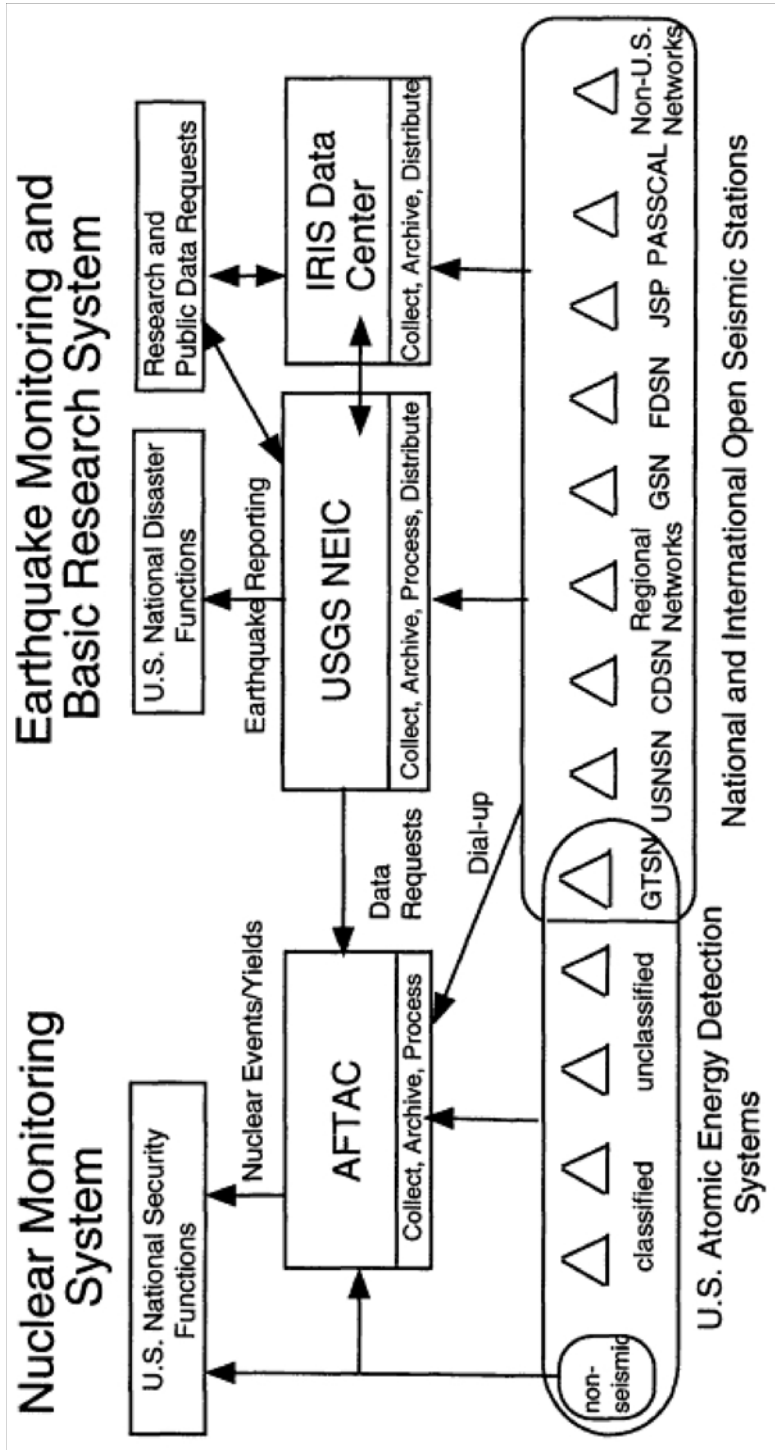 Nuclear Monitoring
System
Earthquake Monitoring and
Basic Research System
U.S. National Security
Functions
U.S. National Disaster
Functions
Research and
Public Data Requests
Nuclear Events/Yields
Earthquake Reporting
AFTAC
Collect, Archive, Process
Data
Requests
USGS NEIC
Collect, Archive, Process, Distribute
IRIS Data
Center
Collect, Archive, Distribute
Dial-up
non-
seismic
classified
unclassified
GTSN
USNSN
CDSN
Regional
Networks
GSN
FDSN
JSP
PASSCAL
Non-U.S.
Networks
U.S. Atomic Energy Detection
Systems
National and International Open Seismic Stations